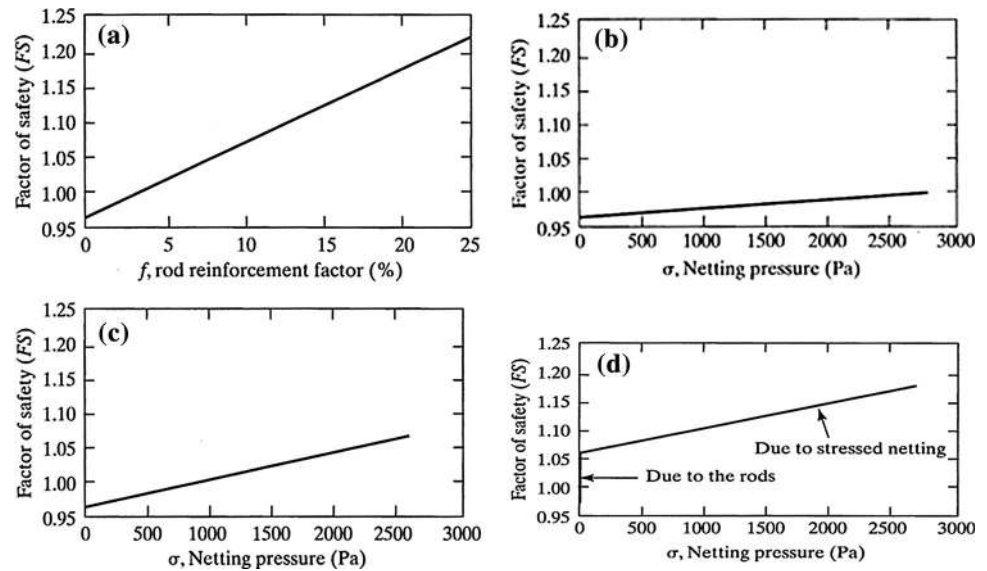 (a)
Factor of safety (FS)
1.25
1.20
1.15
1.10
1.05
1.00
0.95
0 5 10 15 20 25
f, rod reinforcement factor (%)
(b)
Factor of safety (FS)
1.25
1.20
1.15
1.10
1.05
1.00
0.95
0 500 1000 1500 2000 2500 3000
σ, Netting pressure (Pa)
(c)
Factor of safety (FS)
1.25
1.20
1.15
1.10
1.05
1.00
0.95
0 500 1000 1500 2000 2500 3000
σ, Netting pressure (Pa)
(d)
Factor of safety (FS)
1.25
1.20
1.15
1.10
1.05
1.00
0.95
Due to stressed netting
Due to the rods
0 500 1000 1500 2000 2500 3000
σ, Netting pressure (Pa)